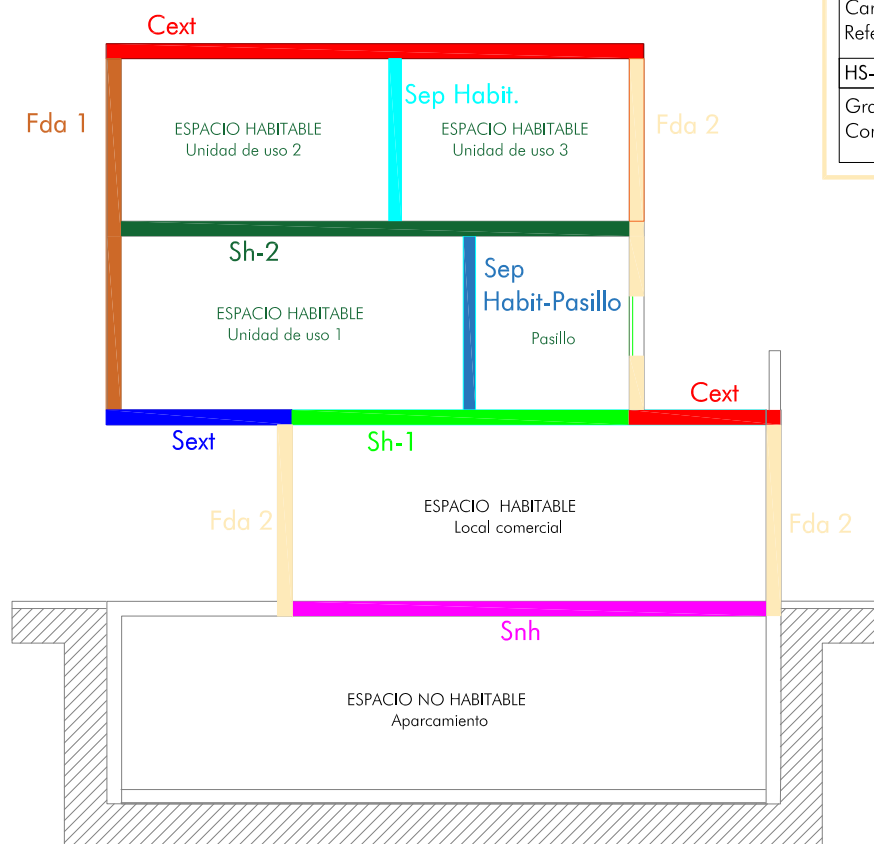 Cext
Fda 1
ESPACIO HABITABLE
Unidad de uso 2
Sep Habit.
ESPACIO HABITABLE
Unidad de uso 3
Fda 2
HS-
Sh-2
ESPACIO HABITABLE
Unidad de uso 1
Sep
Habit-Pasillo
Pasillo
Cext
Sext
Sh-1
Fda 2
ESPACIO HABITABLE
Local comercial
Fda 2
Snh
ESPACIO NO HABITABLE
Aparcamiento